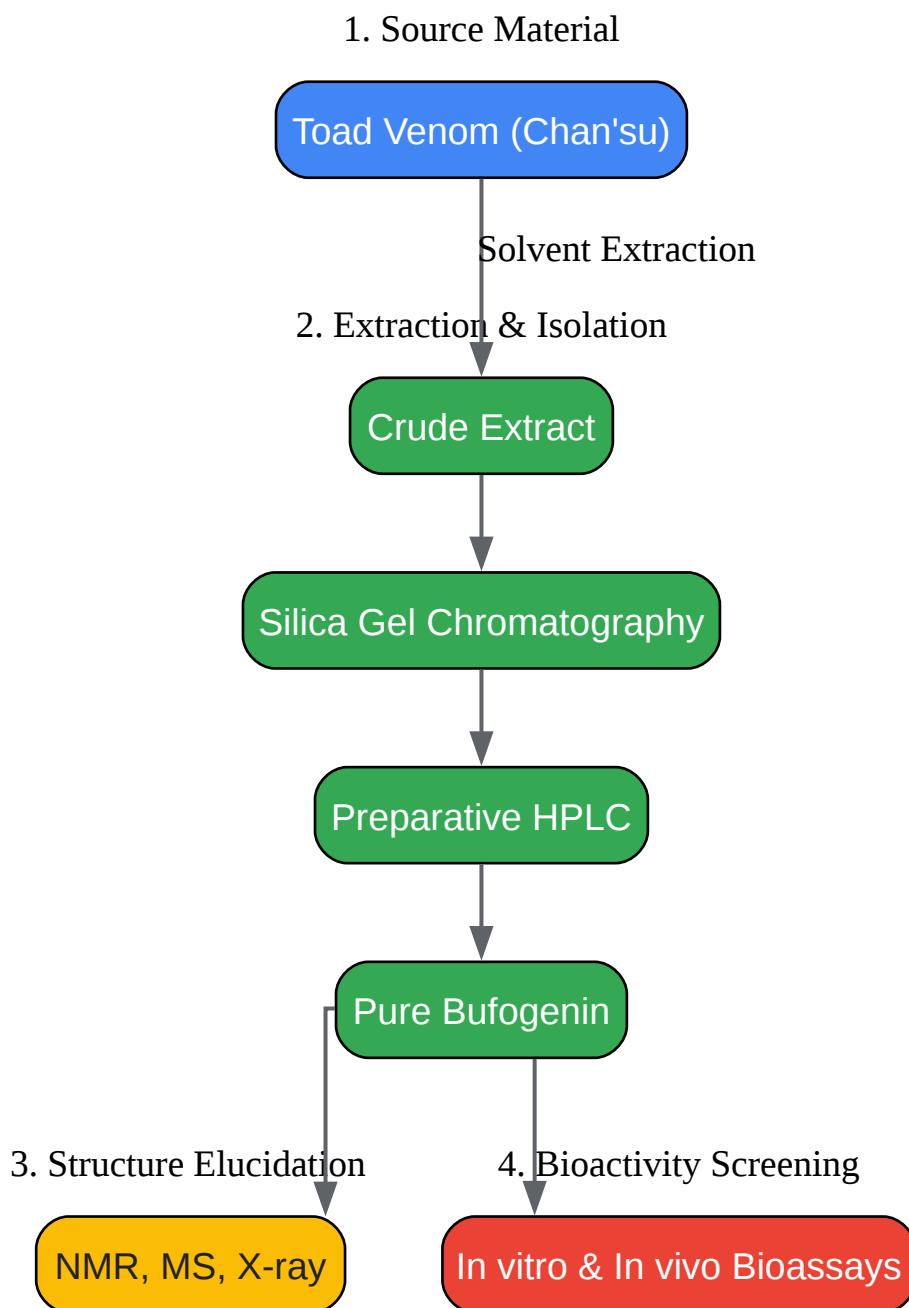 1. Source Material
Toad Venom (Chan'su)
Solvent Extraction
2. Extraction & Isolation
Crude Extract
Silica Gel Chromatography
Preparative HPLC
Pure Bufogenin
3. Structure Elucidation
4. Bioactivity Screening
NMR, MS, X-ray
In vitro & In vivo Bioassays